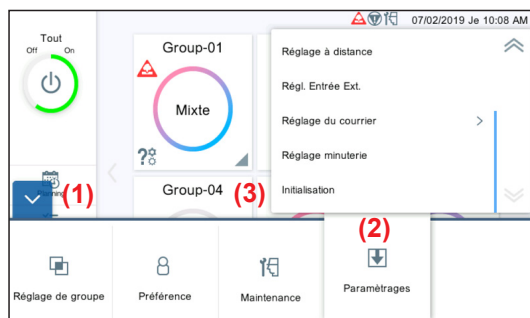 07/02/2019 Je 10:08 AM
Tout
Off On
Group-01
Mixte
?
Réglage à distance
Régl. Entrée Ext.
Réglage du courrier >
Réglage minuterie
Initialisation
(1)
Group-04
(3)
(2)
Réglage de groupe
Préférence
Maintenance
Paramètrages